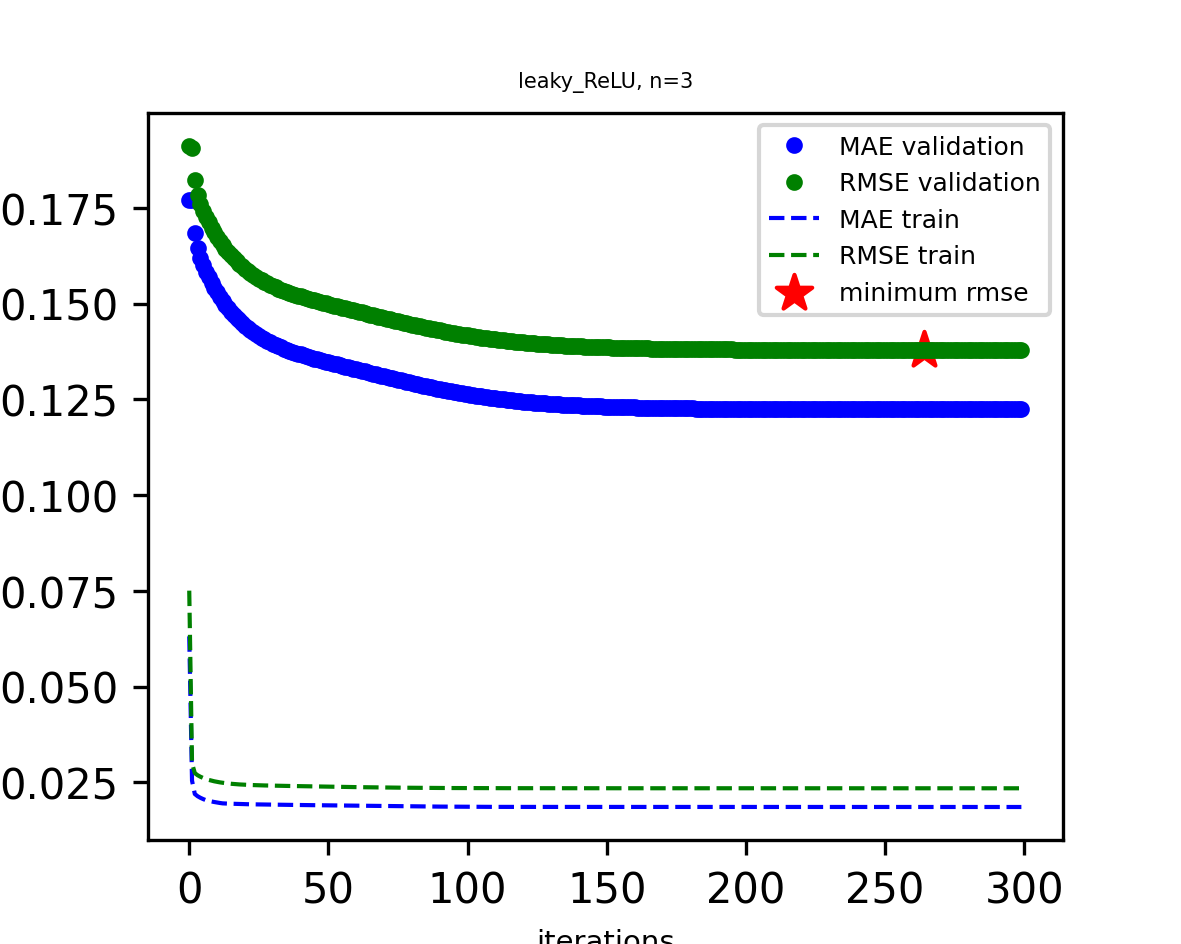 leaky_ReLU, n=3
MAE validation
RMSE validation
MAE train
RMSE train
minimum rmse
0.175
0.150
0.125
0.100
0.075
0.050
0.025
0 50 100 150 200 250 300
iterations